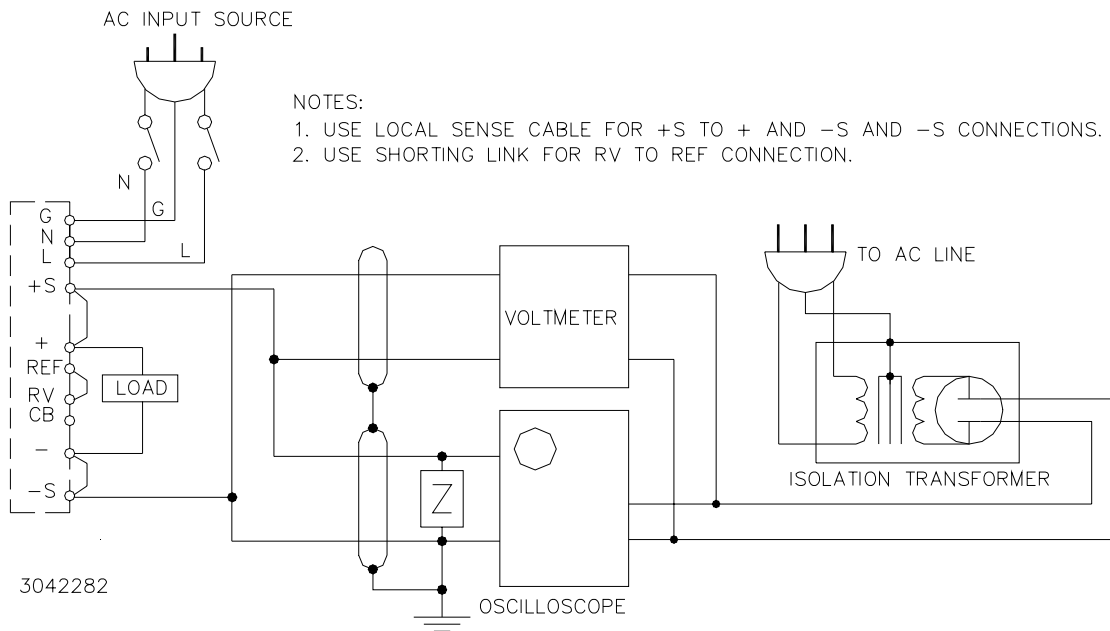 AC INPUT SOURCE
NOTES:
1. USE LOCAL SENSE CABLE FOR +S TO + AND -S AND -S CONNECTIONS.
2. USE SHORTING LINK FOR RV TO REF CONNECTION.
N
G
L
G
N
L
+S
+
REF
RV
CB
-
-S
LOAD
VOLTMETER
TO AC LINE
Z
ISOLATION TRANSFORMER
OSCILLOSCOPE
3042282